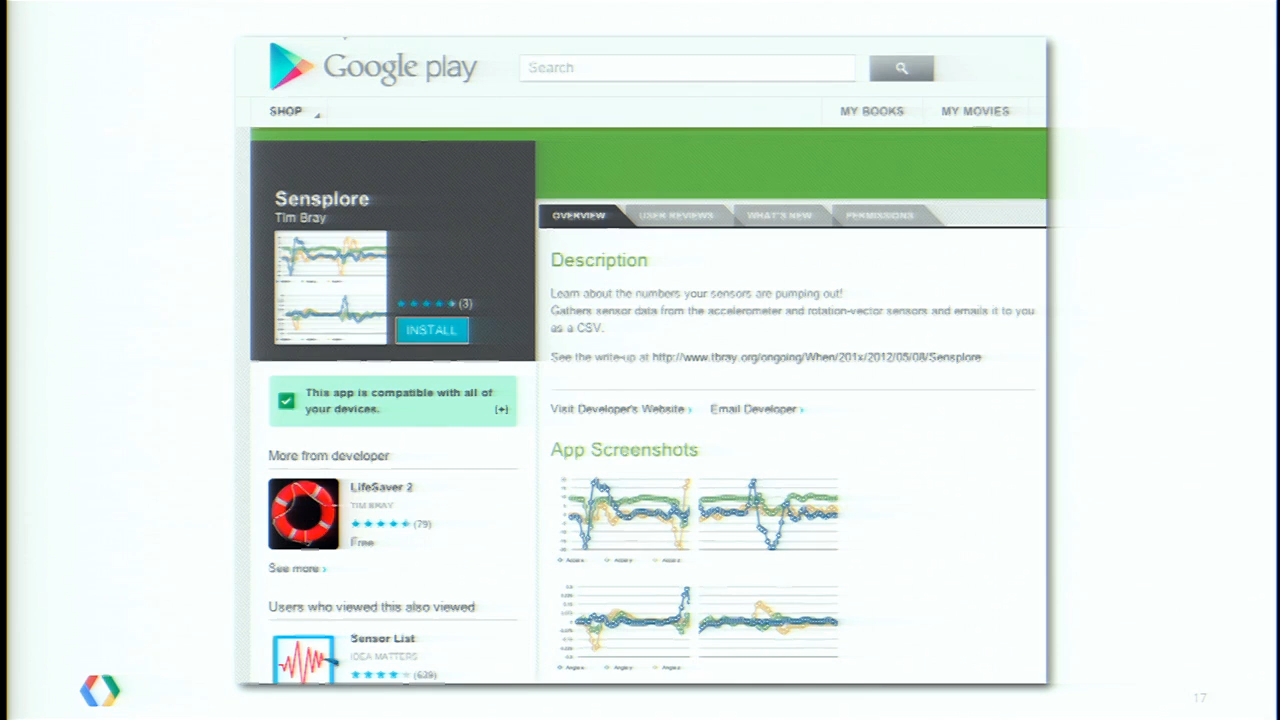 Google play
Search
SHOP
MY BOOKS
MY MOVIES
Sensplore
Tim Bray
(3)
INSTALL
This app is compatible with all of
your devices.
[+]
More from developer
LifeSaver 2
TIM BRAY
(79)
Free
See more ›
Users who viewed this also viewed
Sensor List
IDEA MATTERS
OVERVIEW
USER REVIEWS
WHAT'S NEW
PERMISSIONS
Description
Learn about the numbers your sensors are pumping out!
Gathers sensor data from the accelerometer and rotation-vector sensors and emails it to you
as a CSV.
See the write-up at http://www.tbray.org/ongoing/When/201x/2012/05/08/Sensplore
Visit Developer's Website ›
Email Developer ›
App Screenshots
17